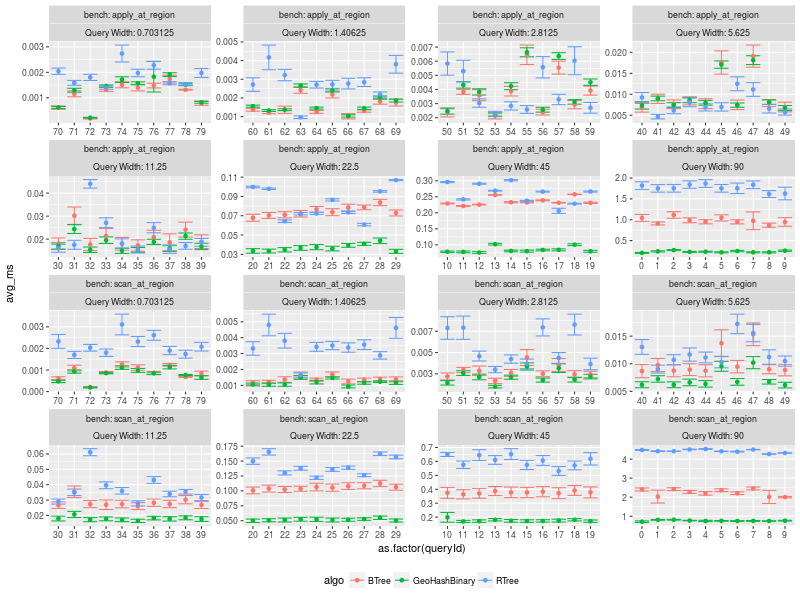 bench: apply_at_region bench: apply_at_region bench: apply_at_region bench: apply_at_region
Query Width: 0.703125 Query Width: 1.40625 Query Width: 2.8125 Query Width: 5.625
0.003 0.002 0.001
0.005 0.004 0.003 0.002 0.001
0.007 0.006 0.005 0.004 0.003 0.002
0.020 0.015 0.010 0.005
70 71 72 73 74 75 76 77 78 79 60 61 62 63 64 65 66 67 68 69 50 51 52 53 54 55 56 57 58 59 40 41 42 43 44 45 46 47 48 49
bench: apply_at_region bench: apply_at_region bench: apply_at_region bench: apply_at_region
Query Width: 11.25 Query Width: 22.5 Query Width: 45 Query Width: 90
0.04 0.03 0.02
0.11 0.09 0.07 0.05 0.03
0.30 0.25 0.20 0.15 0.10
2.0 1.5 1.0 0.5
30 31 32 33 34 35 36 37 38 39 20 21 22 23 24 25 26 27 28 29 10 11 12 13 14 15 16 17 18 19 0 1 2 3 4 5 6 7 8 9
avg_ms
bench: scan_at_region bench: scan_at_region bench: scan_at_region bench: scan_at_region
Query Width: 0.703125 Query Width: 1.40625 Query Width: 2.8125 Query Width: 5.625
0.003 0.002 0.001 0.000
0.005 0.004 0.003 0.002 0.001
0.007 0.005 0.003
0.015 0.010 0.005
70 71 72 73 74 75 76 77 78 79 60 61 62 63 64 65 66 67 68 69 50 51 52 53 54 55 56 57 58 59 40 41 42 43 44 45 46 47 48 49
bench: scan_at_region bench: scan_at_region bench: scan_at_region bench: scan_at_region
Query Width: 11.25 Query Width: 22.5 Query Width: 45 Query Width: 90
0.06 0.05 0.04 0.03 0.02
0.175 0.150 0.125 0.100 0.075 0.050
0.7 0.6 0.5 0.4 0.3 0.2
4 3 2 1
30 31 32 33 34 35 36 37 38 39 20 21 22 23 24 25 26 27 28 29 10 11 12 13 14 15 16 17 18 19 0 1 2 3 4 5 6 7 8 9
as.factor(queryId)
algo BTree GeoHashBinary RTree